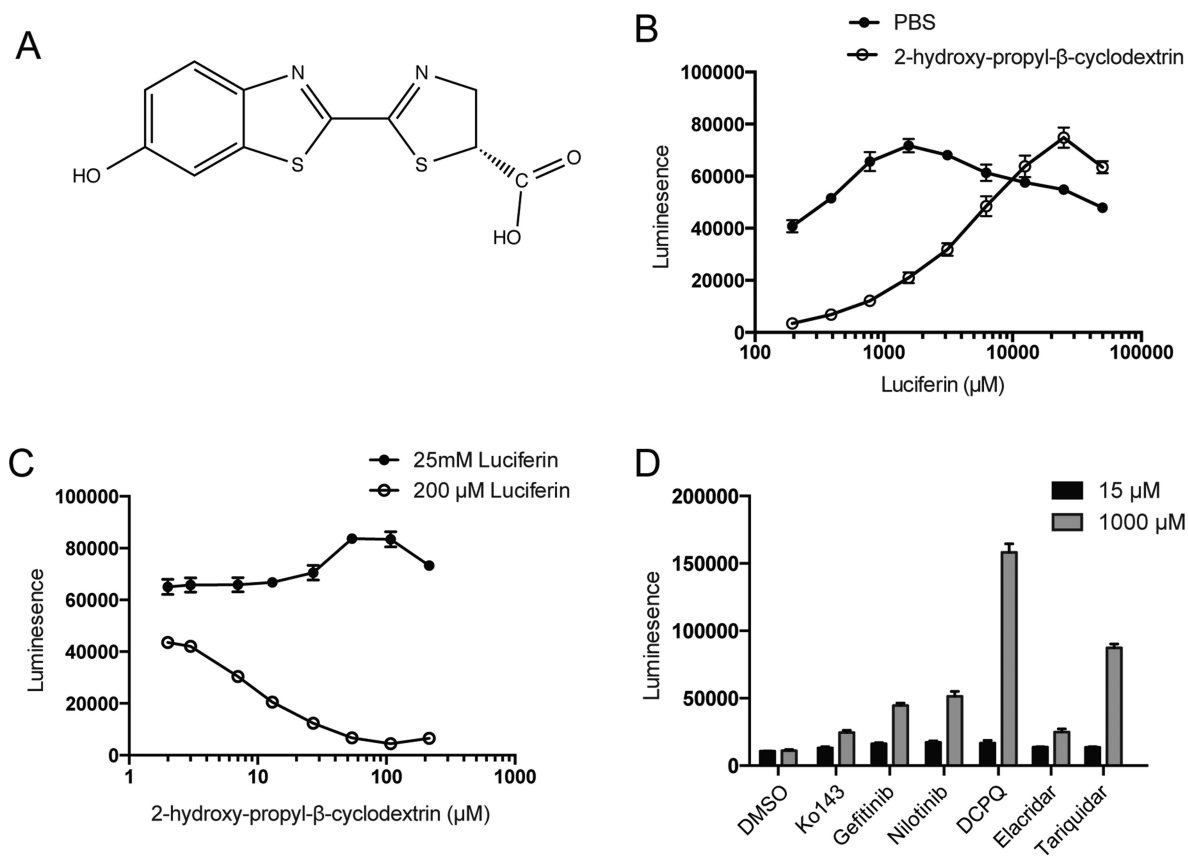 A
HO
N
S
N
S
C
O
HO
B
PBS
2-hydroxy-propyl-β-cyclodextrin
Luminesence
100000
80000
60000
40000
20000
0
100
1000
10000
100000
Luciferin (µM)
C
25mM Luciferin
200 µM Luciferin
Luminesence
100000
80000
60000
40000
20000
0
1
10
100
1000
2-hydroxy-propyl-β-cyclodextrin (µM)
D
15 µM
1000 µM
Luminesence
200000
150000
100000
50000
0
DMSO
Ko143
Gefitinib
Nilotinib
DCPQ
Elacridar
Tariquidar